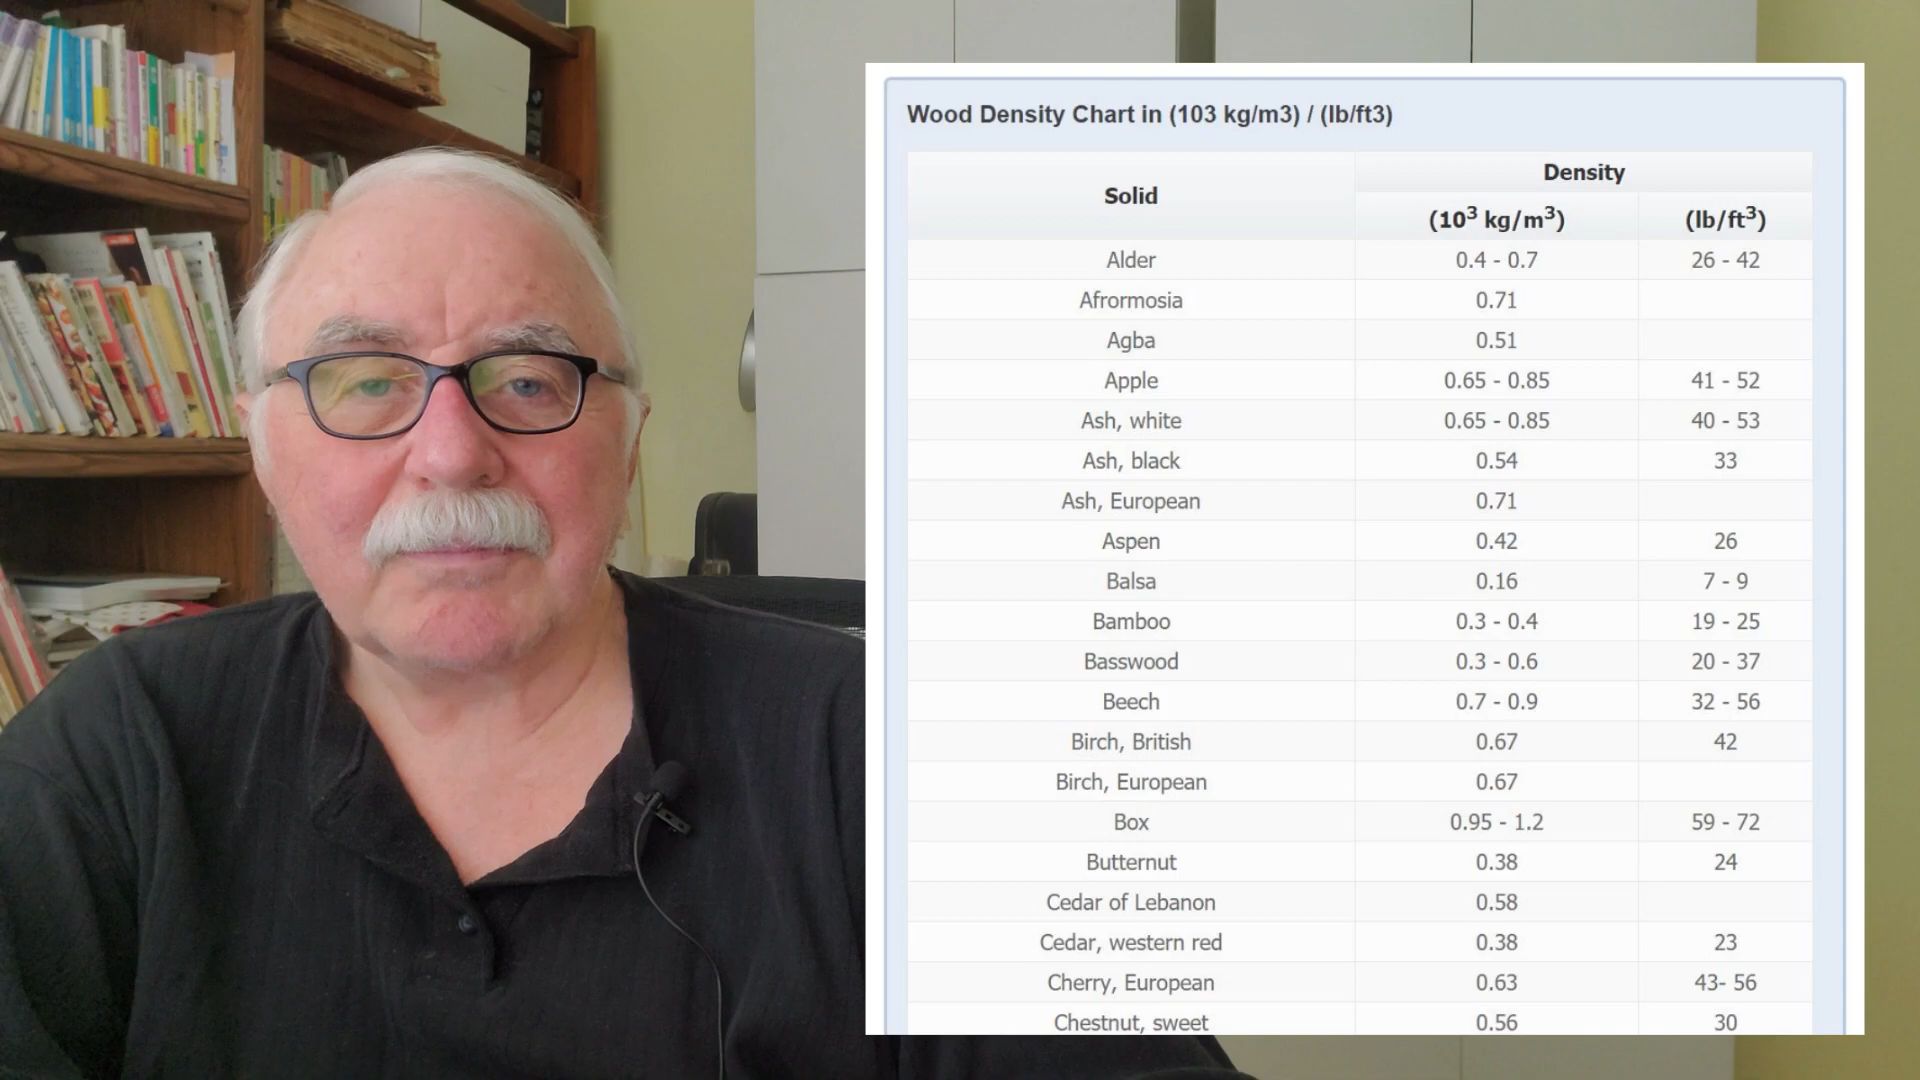 Wood Density Chart in (103 kg/m3) / (lb/ft3)
Solid
Density
(10³ kg/m³) (lb/ft³)
Alder 0.4 - 0.7 26 - 42
Afrormosia 0.71
Agba 0.51
Apple 0.65 - 0.85 41 - 52
Ash, white 0.65 - 0.85 40 - 53
Ash, black 0.54 33
Ash, European 0.71
Aspen 0.42 26
Balsa 0.16 7 - 9
Bamboo 0.3 - 0.4 19 - 25
Basswood 0.3 - 0.6 20 - 37
Beech 0.7 - 0.9 32 - 56
Birch, British 0.67 42
Birch, European 0.67
Box 0.95 - 1.2 59 - 72
Butternut 0.38 24
Cedar of Lebanon 0.58
Cedar, western red 0.38 23
Cherry, European 0.63 43- 56
Chestnut, sweet 0.56 30